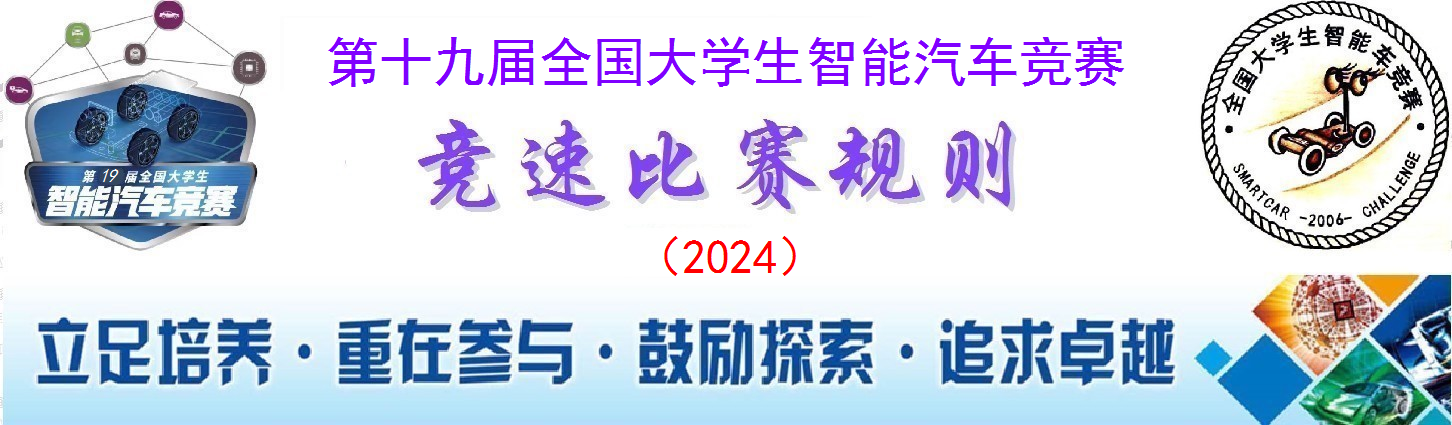 第十九届全国大学生智能汽车竞赛
竞速比赛规则
（2024）
第 19 届全国大学生
智能汽车竞赛
全国大学生智能车竞赛
SMARTCAR -2006- CHALLENGE
立足培养·重在参与·鼓励探索·追求卓越